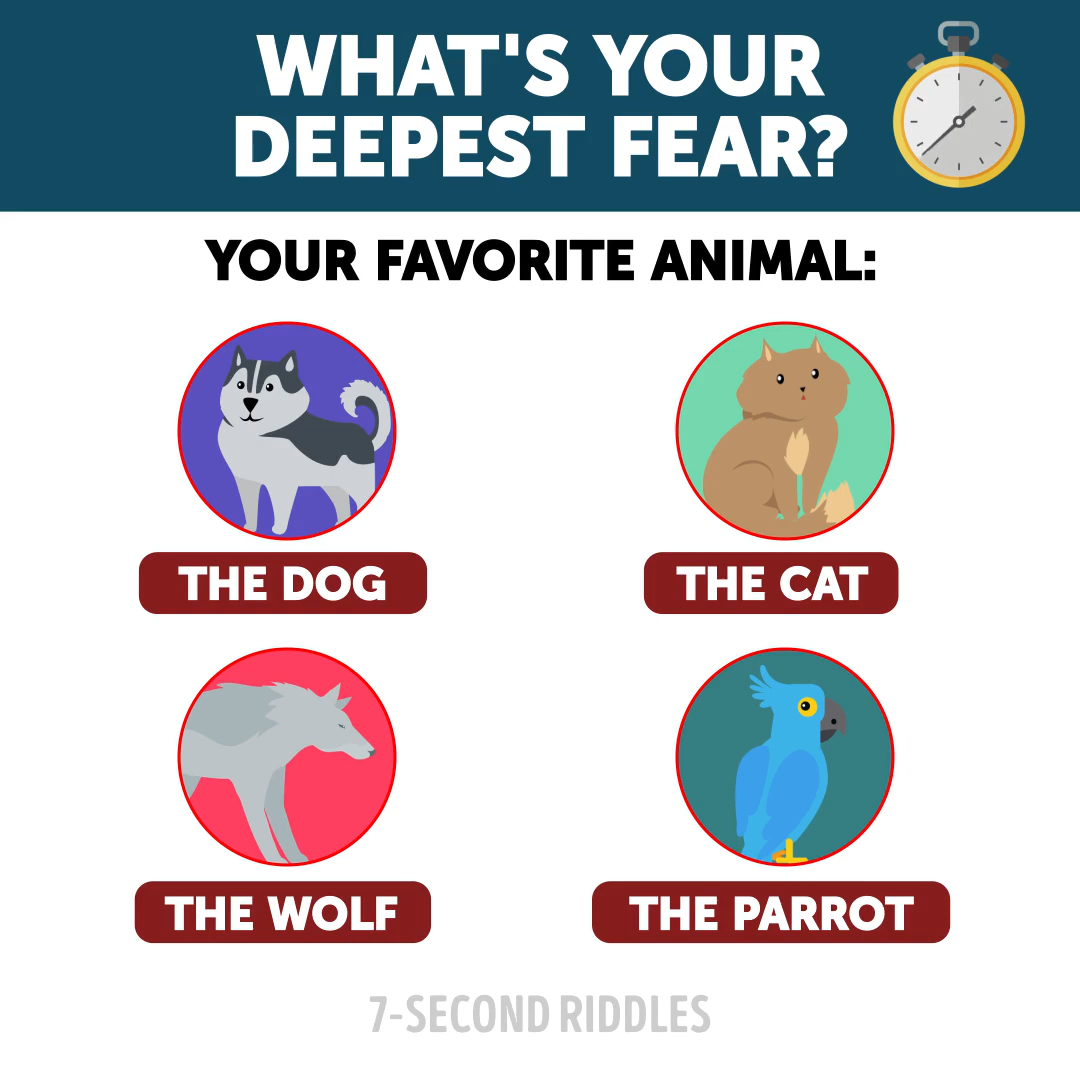 WHAT'S YOUR
DEEPEST FEAR?
YOUR FAVORITE ANIMAL:
THE DOG
THE CAT
THE WOLF
THE PARROT
7-SECOND RIDDLES